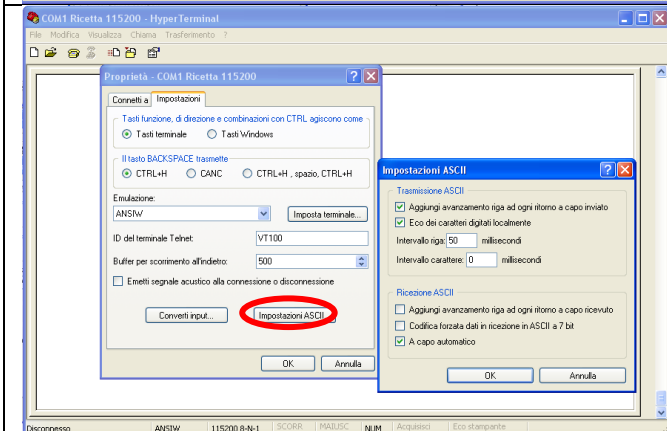 COM1 Ricetta 115200 - HyperTerminal
File Modifica Visualizza Chiama Trasferimento ?
Proprietà - COM1 Ricetta 115200
Connetti a Impostazioni
Tasti funzione, di direzione e combinazioni con CTRL agiscono come
Tasti terminale Tasti Windows
Il tasto BACKSPACE trasmette
CTRL+H CANC CTRL+H , spazio, CTRL+H
Emulazione:
ANSIW Imposta terminale...
ID del terminale Telnet: VT100
Buffer per scorrimento all'indietro: 500
Emetti segnale acustico alla connessione o disconnessione
Converti input... Impostazioni ASCII...
OK Annulla
Impostazioni ASCII
Trasmissione ASCII
Aggiungi avanzamento riga ad ogni ritorno a capo inviato
Eco dei caratteri digitati localmente
Intervallo riga: 50 millisecondi
Intervallo carattere: 0 millisecondi
Ricezione ASCII
Aggiungi avanzamento riga ad ogni ritorno a capo ricevuto
Codifica forzata dati in ricezione in ASCII a 7 bit
A capo automatico
OK Annulla
Disconnesso ANSIW 115200 8-N-1 SCORR MAIUSC NUM Acquisisci Eco stampante